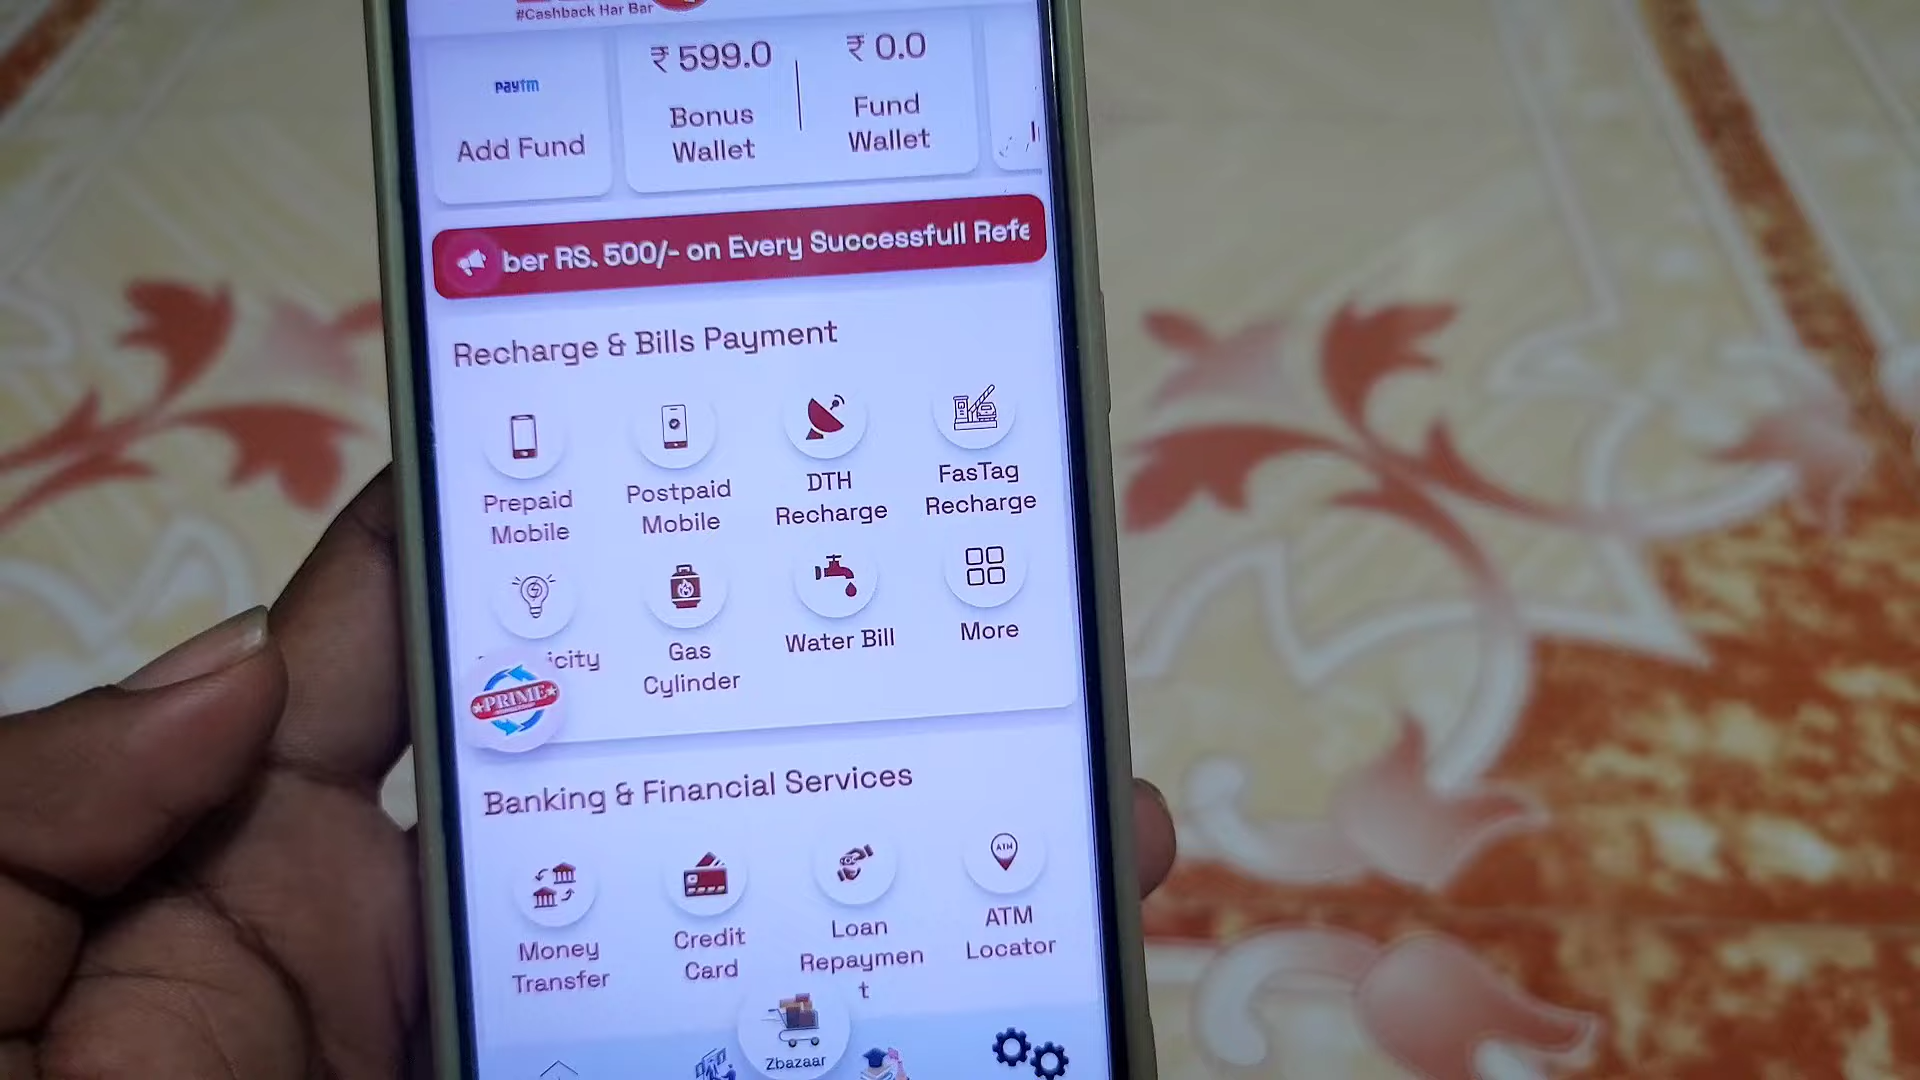 #Cashback Har Bar
₹ 599.0
₹ 0.0
paytm
Add Fund
Bonus
Wallet
Fund
Wallet
ber RS. 500/- on Every Successfull Refe
Recharge & Bills Payment
Prepaid
Mobile
Postpaid
Mobile
DTH
Recharge
FasTag
Recharge
icity
Gas
Cylinder
Water Bill
More
PRIME
Banking & Financial Services
Money
Transfer
Credit
Card
Loan
Repaymen
t
ATM
ATM
Locator
Zbazaar